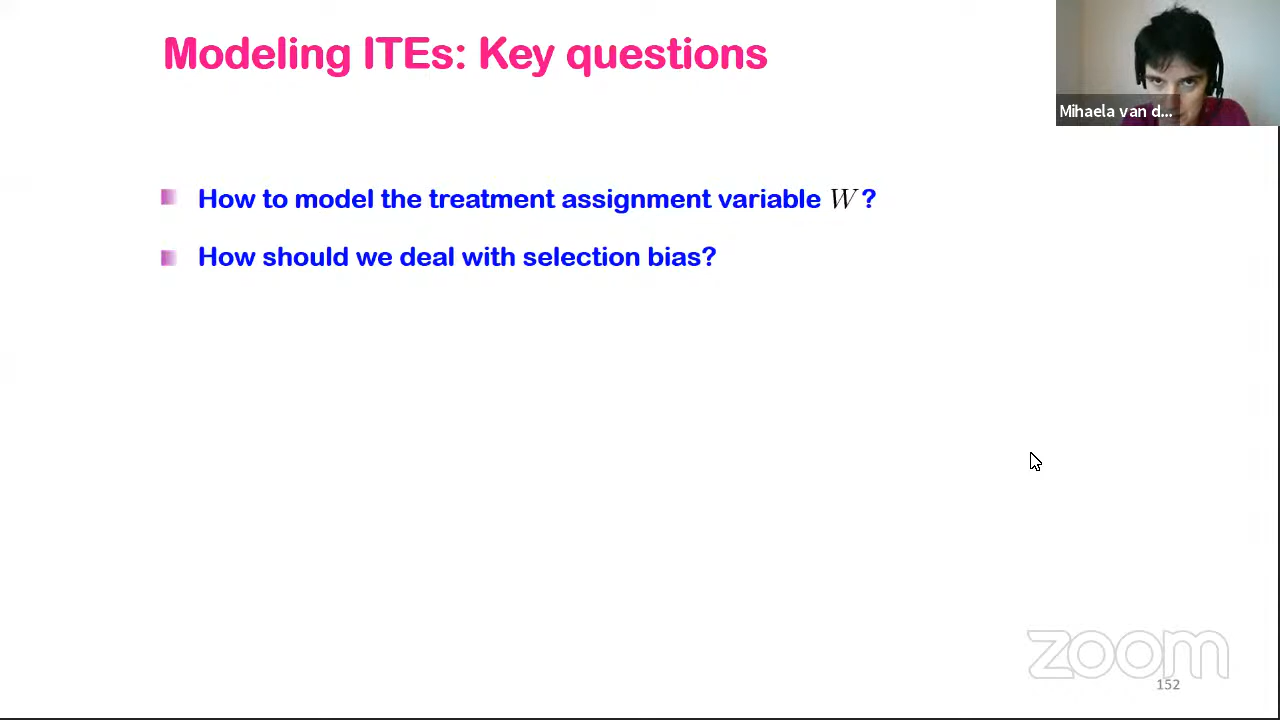 Modeling ITEs: Key questions
Mihaela van d...
How to model the treatment assignment variable W?
How should we deal with selection bias?
zoom
152